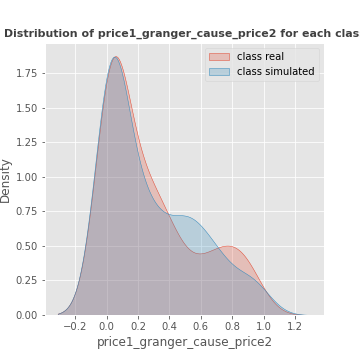 Distribution of price1_granger_cause_price2 for each clas
class real
class simulated
Density
1.75
1.50
1.25
1.00
0.75
0.50
0.25
0.00
−0.2 0.0 0.2 0.4 0.6 0.8 1.0 1.2
price1_granger_cause_price2